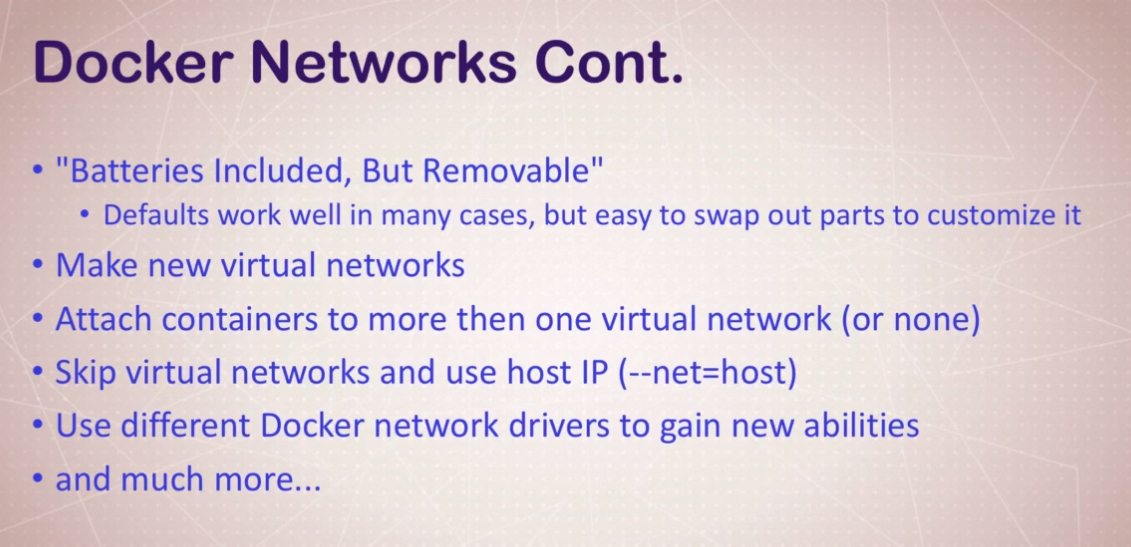 Docker Networks Cont.
• "Batteries Included, But Removable"
• Defaults work well in many cases, but easy to swap out parts to customize it
• Make new virtual networks
• Attach containers to more then one virtual network (or none)
• Skip virtual networks and use host IP (--net=host)
• Use different Docker network drivers to gain new abilities
• and much more...